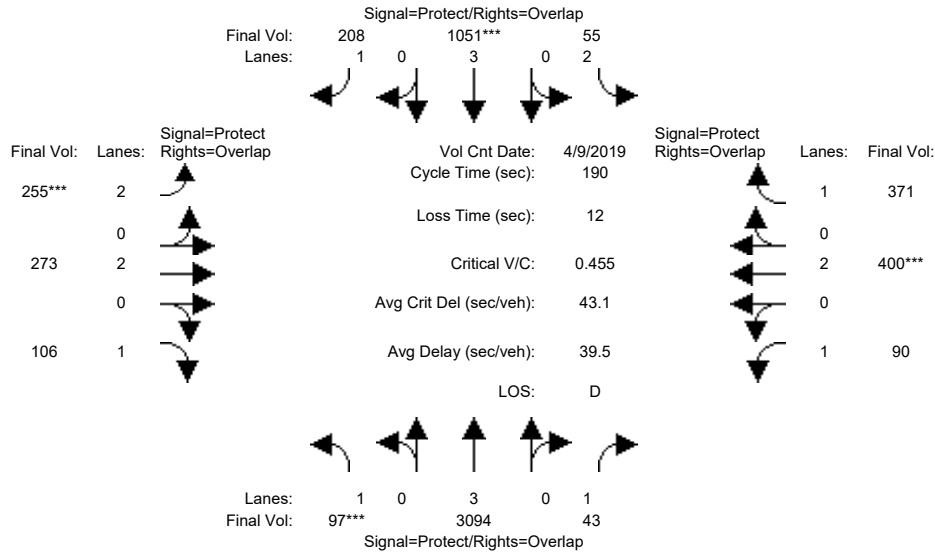 Signal=Protect/Rights=Overlap
Final Vol: 208 1051*** 55
Lanes: 1 0 3 0 2
Signal=Protect
Final Vol: Lanes: Rights=Overlap
Vol Cnt Date: 4/9/2019
Signal=Protect
Rights=Overlap Lanes: Final Vol:
Cycle Time (sec): 190
255*** 2
1 371
Loss Time (sec): 12
0
0
273 2
Critical V/C: 0.455
2 400***
0
Avg Crit Del (sec/veh): 43.1
0
106 1
Avg Delay (sec/veh): 39.5
1 90
LOS: D
Lanes: 1 0 3 0 1
Final Vol: 97*** 3094 43
Signal=Protect/Rights=Overlap